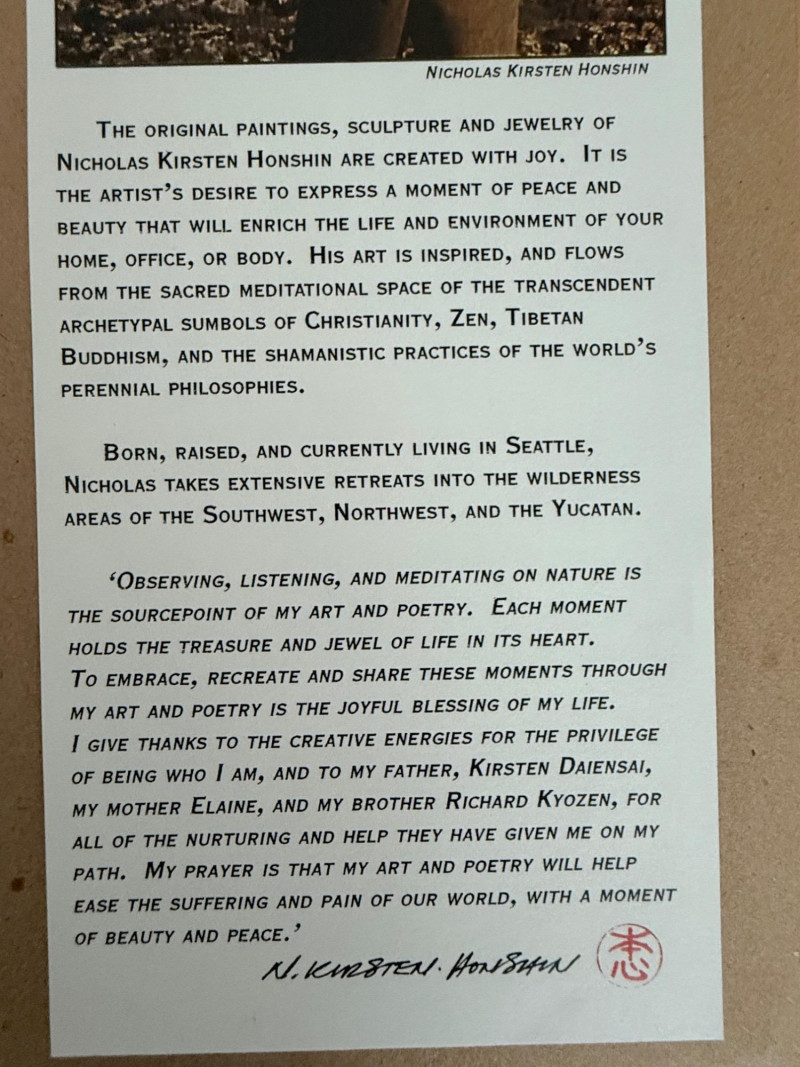 Nicholas Kirsten Honshin
The original paintings, sculpture and jewelry of
Nicholas Kirsten Honshin are created with joy. It is
the artist's desire to express a moment of peace and
beauty that will enrich the life and environment of your
home, office, or body. His art is inspired, and flows
from the sacred meditational space of the transcendent
archetypal sumbols of Christianity, Zen, Tibetan
Buddhism, and the shamanistic practices of the world's
perennial philosophies.
Born, raised, and currently living in Seattle,
Nicholas takes extensive retreats into the wilderness
areas of the Southwest, Northwest, and the Yucatan.
'Observing, listening, and meditating on nature is
the sourcepoint of my art and poetry. Each moment
holds the treasure and jewel of life in its heart.
To embrace, recreate and share these moments through
my art and poetry is the joyful blessing of my life.
I give thanks to the creative energies for the privilege
of being who I am, and to my father, Kirsten Daiensai,
my mother Elaine, and my brother Richard Kyozen, for
all of the nurturing and help they have given me on my
path. My prayer is that my art and poetry will help
ease the suffering and pain of our world, with a moment
of beauty and peace.'
N. Kirsten. Honshin
本心